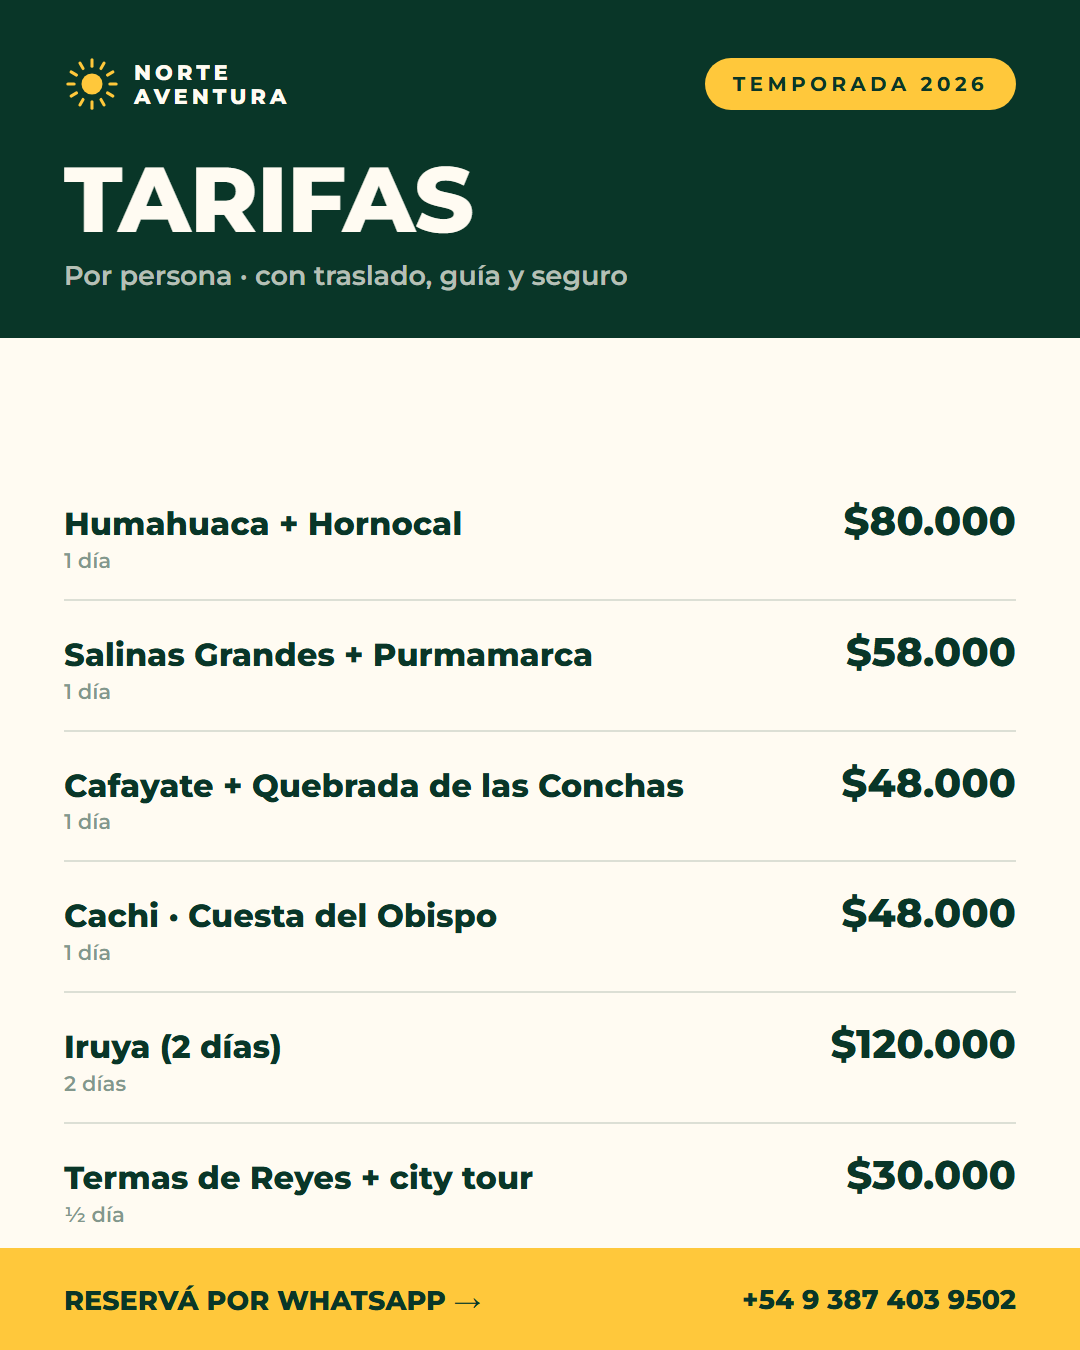 NORTE
AVENTURA
TEMPORADA 2026
TARIFAS
Por persona · con traslado, guía y seguro
Humahuaca + Hornocal $80.000
1 día
Salinas Grandes + Purmamarca $58.000
1 día
Cafayate + Quebrada de las Conchas $48.000
1 día
Cachi · Cuesta del Obispo $48.000
1 día
Iruya (2 días) $120.000
2 días
Termas de Reyes + city tour $30.000
½ día
RESERVÁ POR WHATSAPP → +54 9 387 403 9502